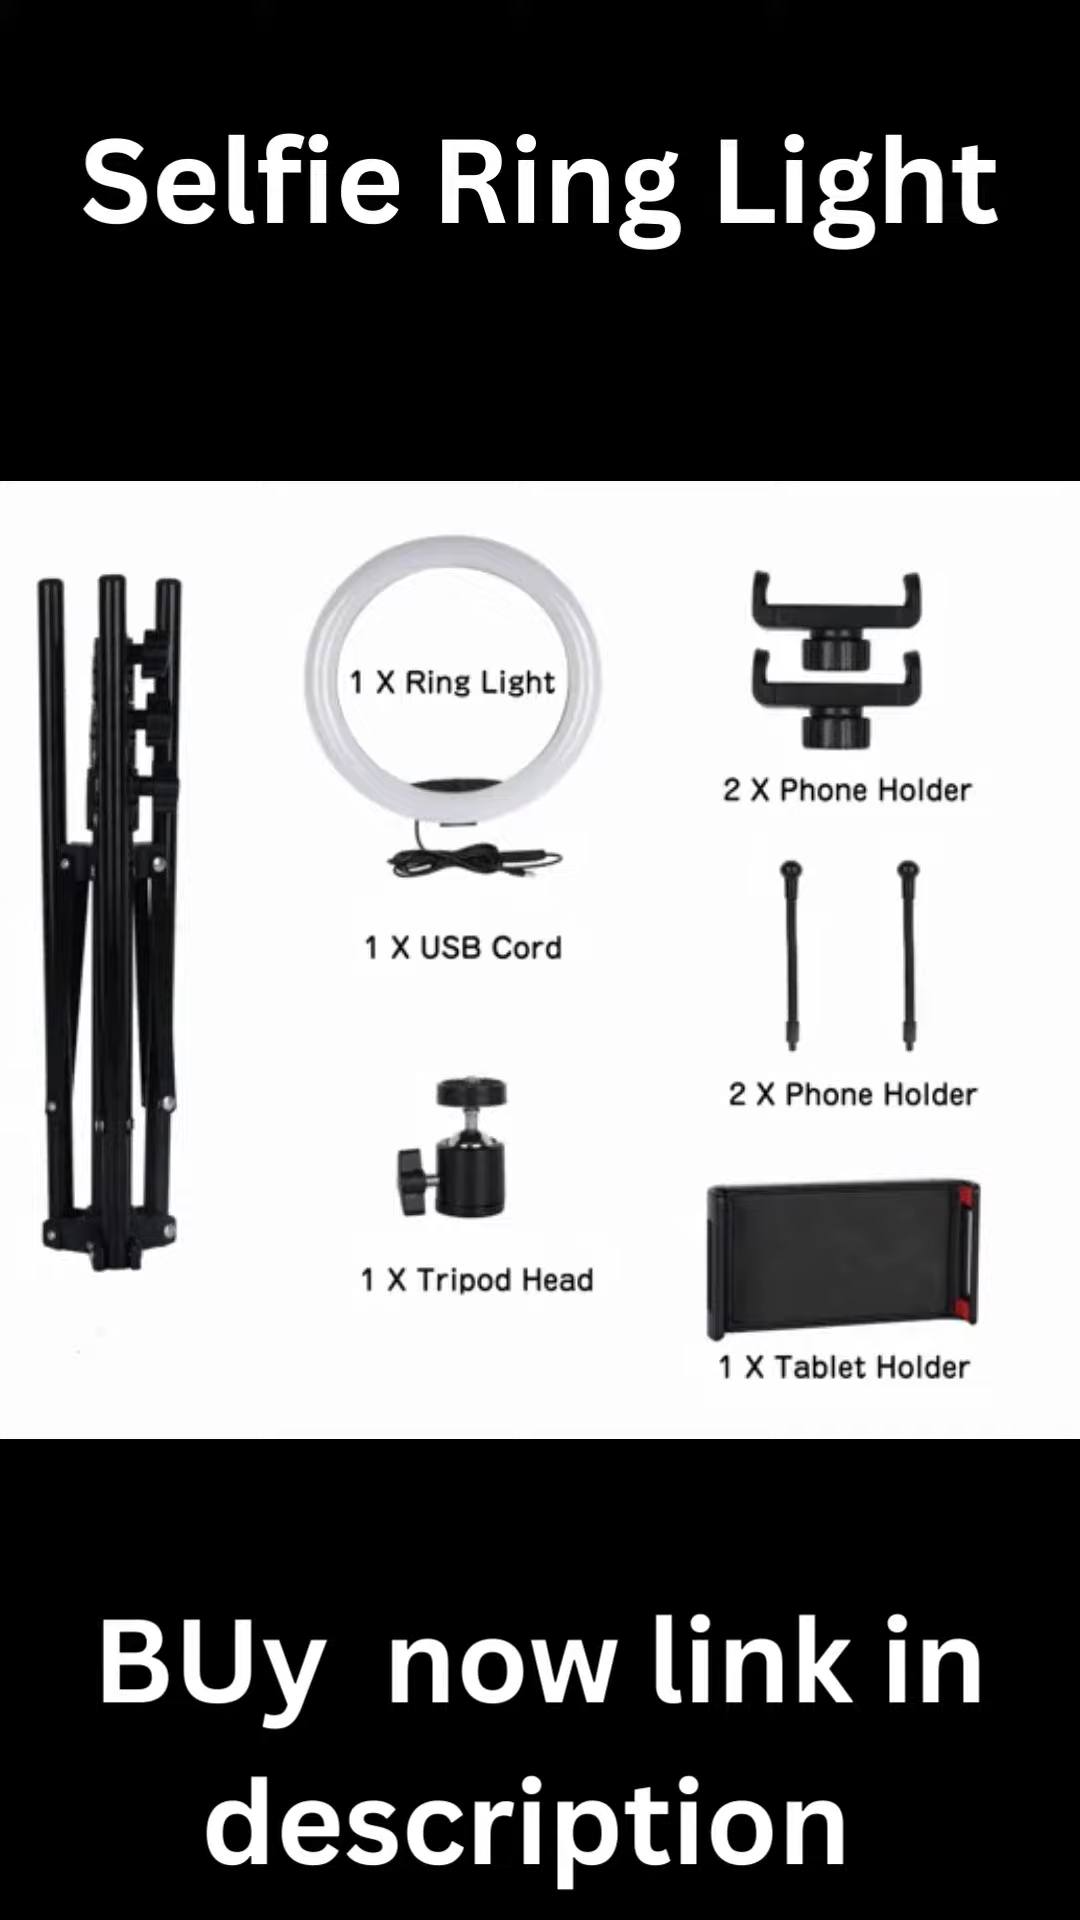 Selfie Ring Light
1 X Ring Light
2 X Phone Holder
1 X USB Cord
2 X Phone Holder
1 X Tripod Head
1 X Tablet Holder
BUy now link in
description